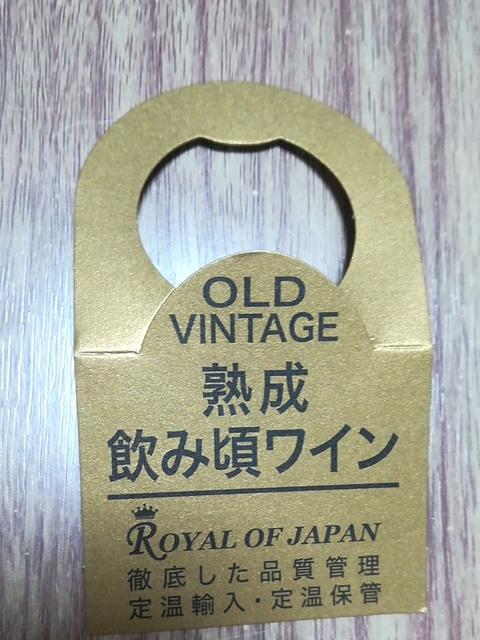 OLD
VINTAGE
熟成
飲み頃ワイン
ROYAL OF JAPAN
徹底した品質管理
定温輸入・定温保管